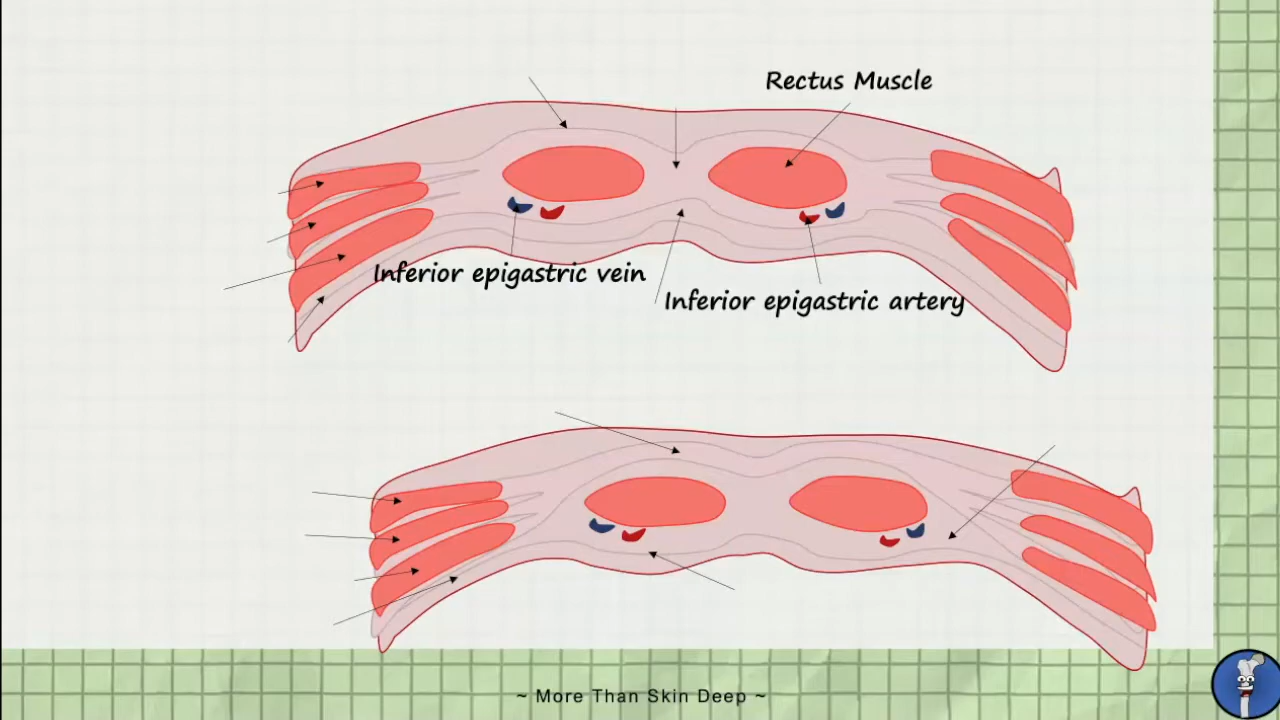 Rectus Muscle
Inferior epigastric vein
Inferior epigastric artery
~ More Than Skin Deep ~